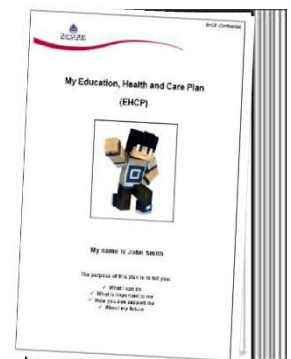 EHCP Confidential
My Education, Health and Care Plan
(EHCP)
My name is John Smith
The purpose of this plan is to tell you:
✓ What I can do
✓ What is important to me
✓ How you can support me
✓ About my future